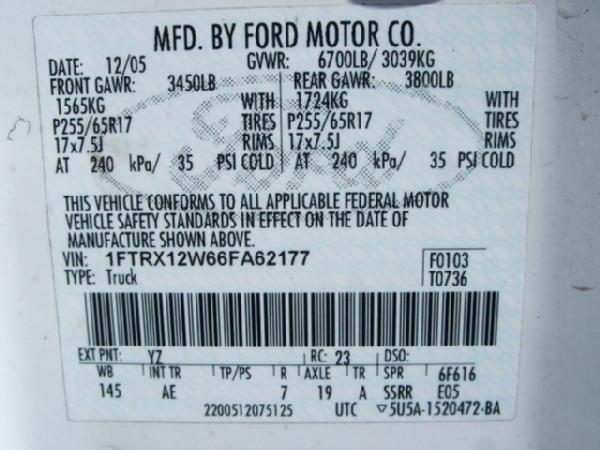 MFD. BY FORD MOTOR CO.
DATE: 12/05 GVWR: 6700LB/ 3039KG
FRONT GAWR: 3450LB REAR GAWR: 3800LB
1565KG WITH 1724KG WITH
P255/65R17 TIRES P255/65R17 TIRES
17x7.5J RIMS 17x7.5J RIMS
AT 240 kPa/ 35 PSI COLD AT 240 kPa/ 35 PSI COLD
Ford
THIS VEHICLE CONFORMS TO ALL APPLICABLE FEDERAL MOTOR
VEHICLE SAFETY STANDARDS IN EFFECT ON THE DATE OF
MANUFACTURE SHOWN ABOVE.
VIN: 1FTRX12W66FA62177 F0103
TYPE: Truck T0736
EXT PNT: YZ RC: 23 DSO:
WB INT TR TP/PS R AXLE TR SPR 6F616
145 AE 7 19 A SSRR E05
2200512075125 UTC ▽5U5A-1520472-BA